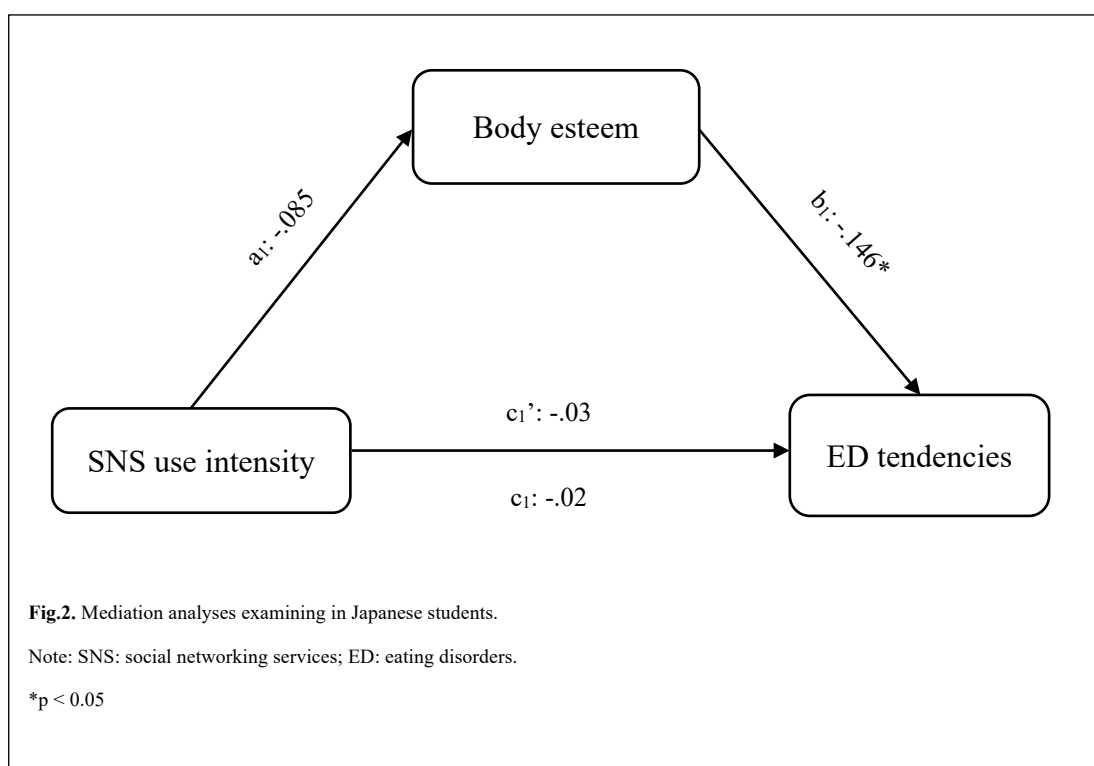 Body esteem
a₁: -.085
b₁: -.146*
SNS use intensity
c₁’: -.03
c₁: -.02
ED tendencies
Fig.2. Mediation analyses examining in Japanese students.
Note: SNS: social networking services; ED: eating disorders.
*p < 0.05